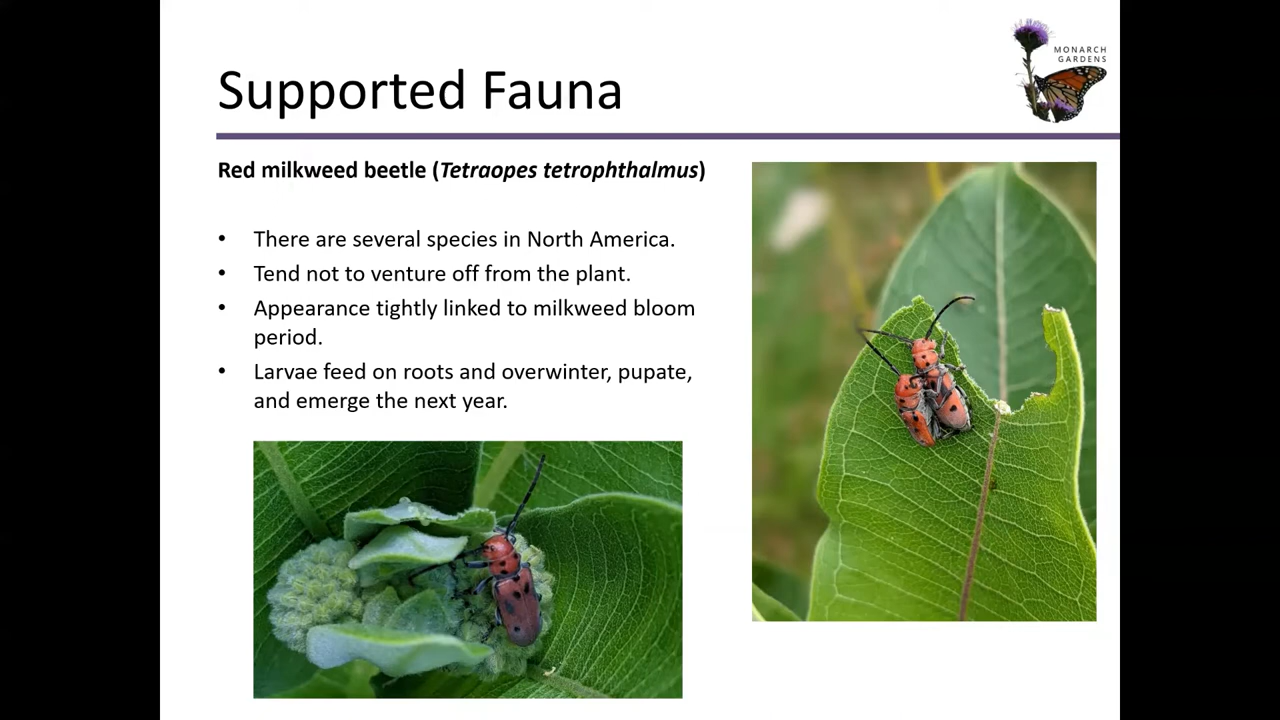 MONARCH
GARDENS
Supported Fauna
Red milkweed beetle (Tetraopes tetrophthalmus)
• There are several species in North America.
• Tend not to venture off from the plant.
• Appearance tightly linked to milkweed bloom
period.
• Larvae feed on roots and overwinter, pupate,
and emerge the next year.